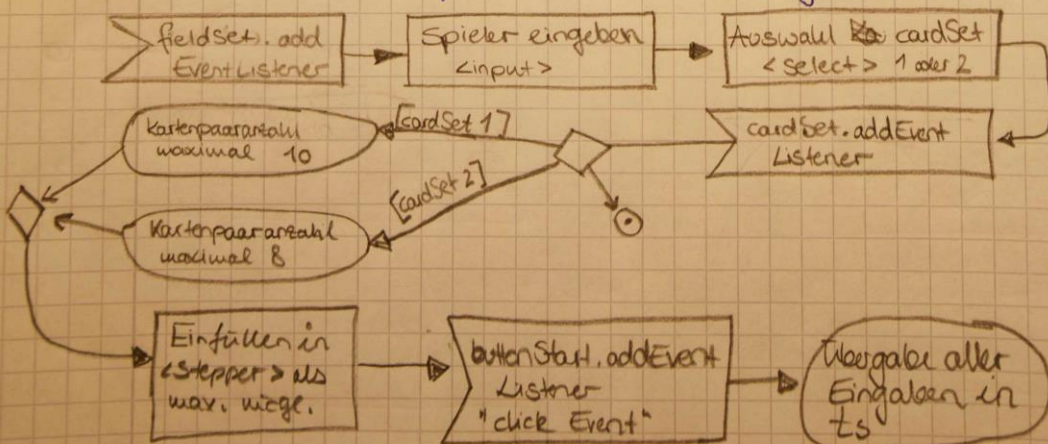 fieldSet.add
EventListener
Spieler eingeben
<input>
Auswahl cardSet
<select> 1 oder 2
cardSet.addEvent
Listener
[cardSet 1]
[cardSet 2]
Kartenpaaranzahl
maximal 10
Kartenpaaranzahl
maximal 8
Einfüllen in
<Stepper> als
max. mögl.
buttonStart.addEvent
Listener
"click Event"
Übergabe aller
Eingaben in
ts